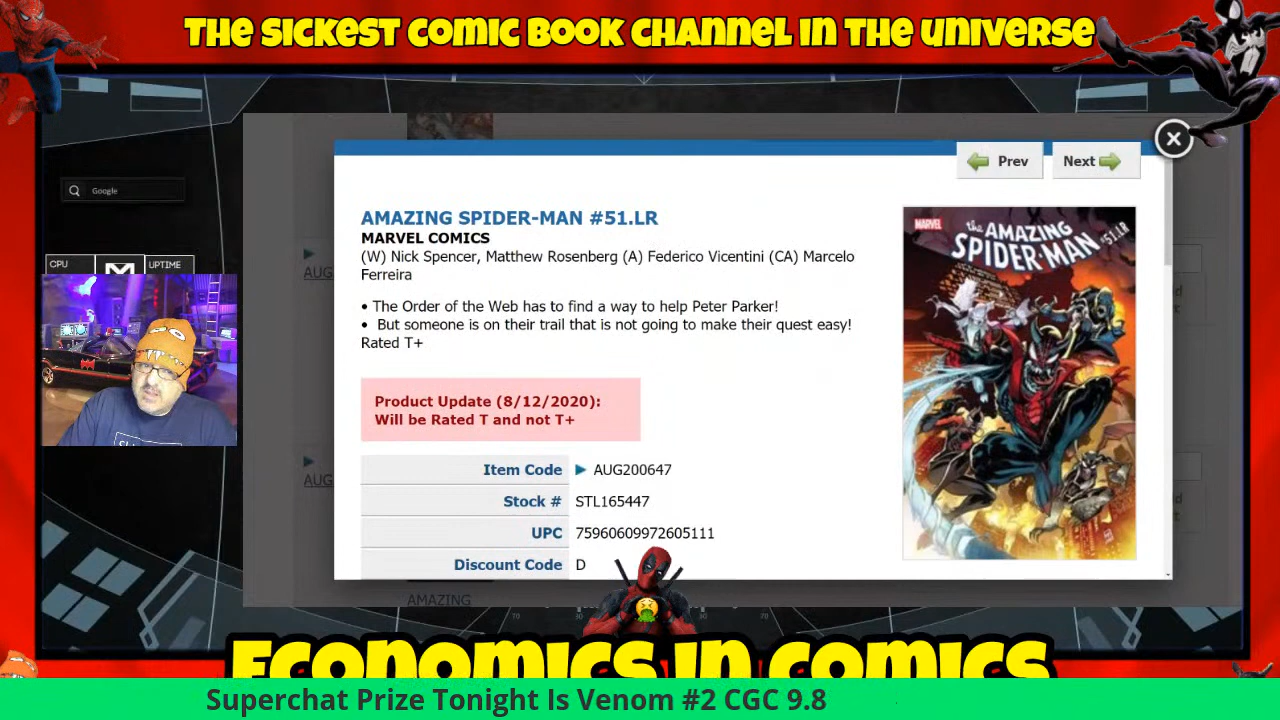 THE SICKEST COMIC BOOK CHANNEL IN THE UNIVERSE
Google
Prev
Next
CPU
UPTIME
AUG
AMAZING SPIDER-MAN #51.LR
MARVEL COMICS
(W) Nick Spencer, Matthew Rosenberg (A) Federico Vicentini (CA) Marcelo
Ferreira
• The Order of the Web has to find a way to help Peter Parker!
• But someone is on their trail that is not going to make their quest easy!
Rated T+
Product Update (8/12/2020):
Will be Rated T and not T+
Item Code AUG200647
Stock # STL165447
UPC 75960609972605111
Discount Code D
MARVEL
the AMAZING
SPIDER-MAN #51.LR
AUG
AMAZING
70
30
70
ECONOMICS IN COMICS
Superchat Prize Tonight Is Venom #2 CGC 9.8